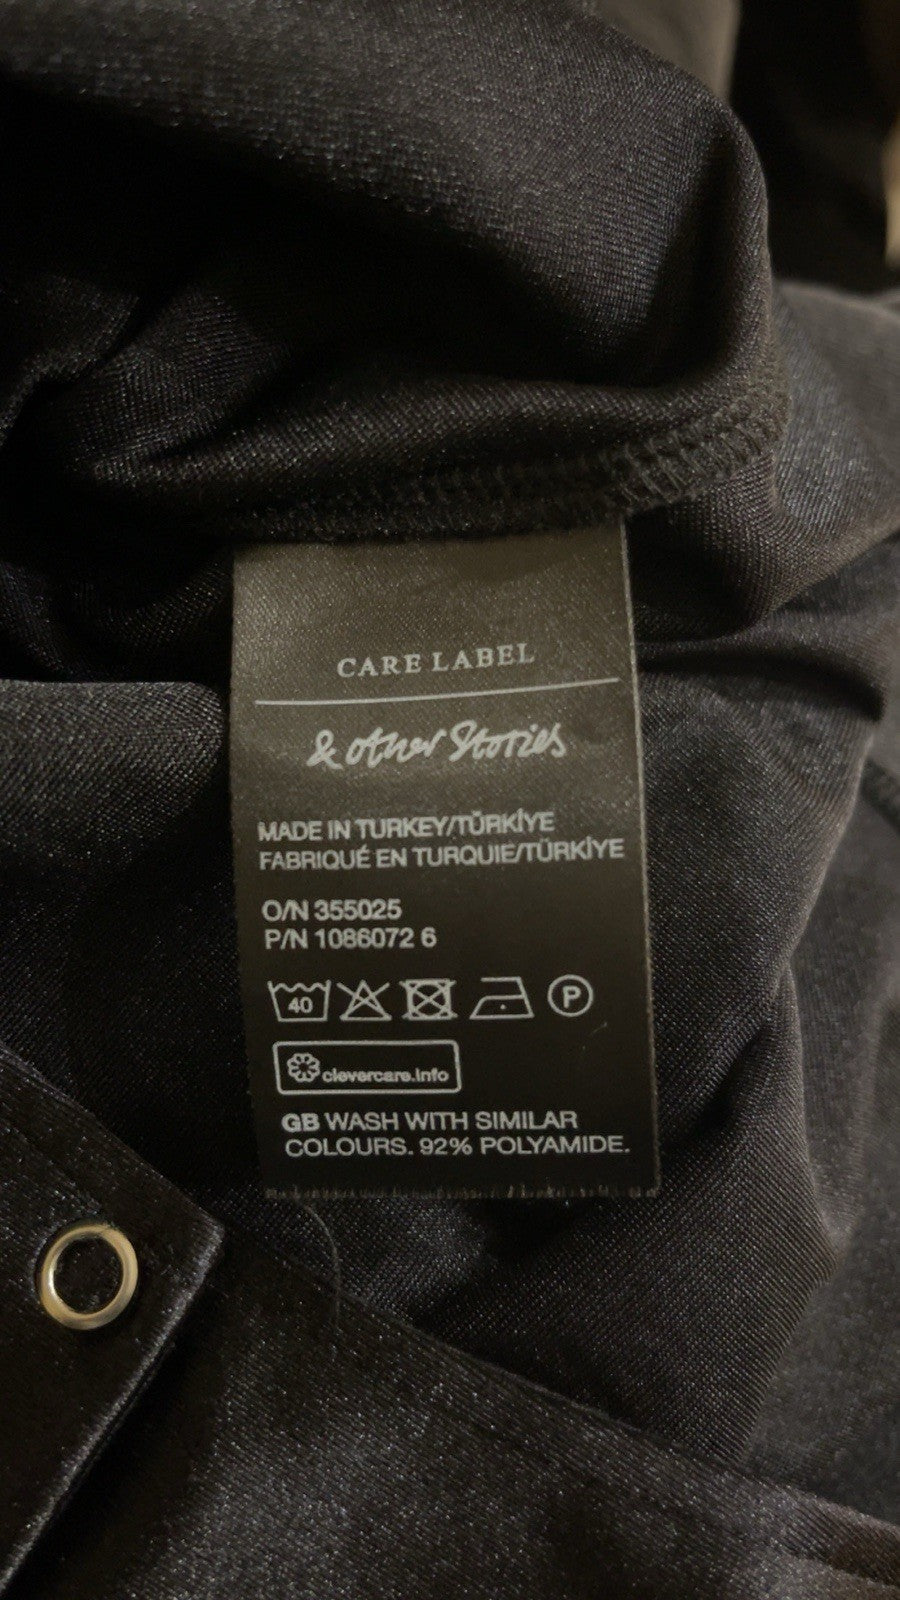 CARE LABEL
& other Stories
MADE IN TURKEY/TÜRKİYE
FABRIQUÉ EN TURQUIE/TÜRKİYE
O/N 355025
P/N 1086072 6
40 P
clevercare.info
GB WASH WITH SIMILAR
COLOURS. 92% POLYAMIDE.